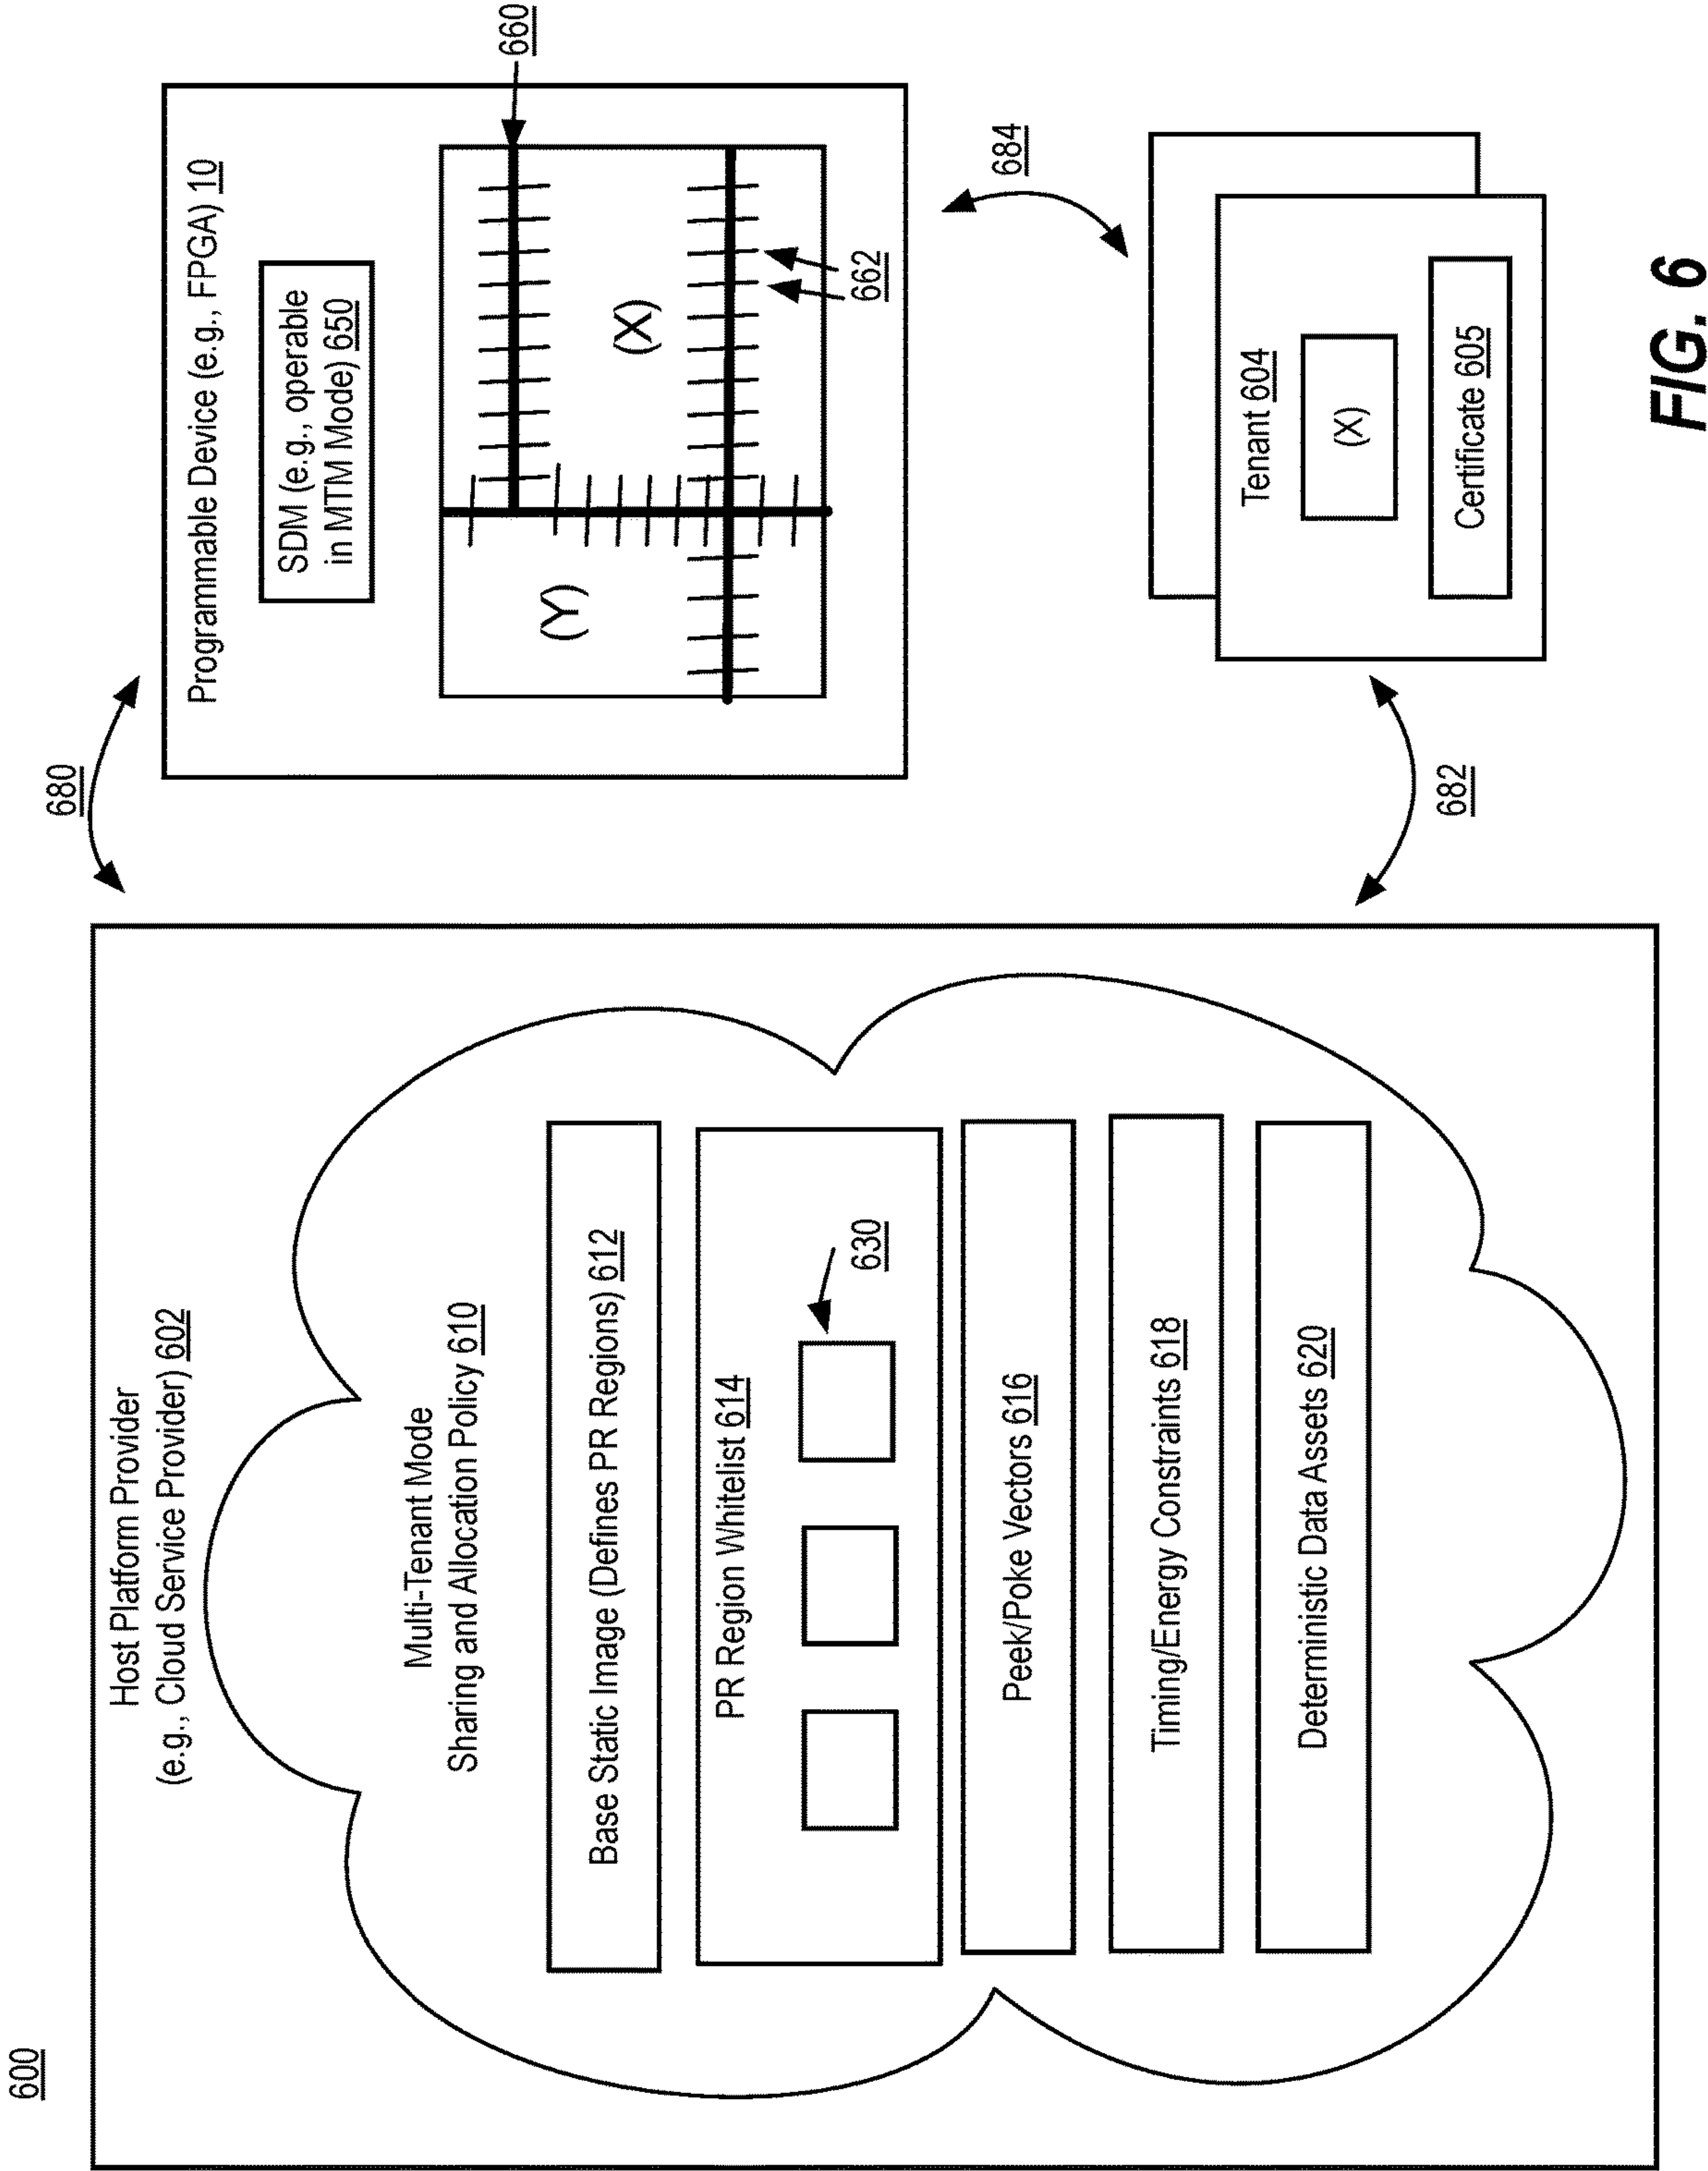 600
Host Platform Provider
(e.g., Cloud Service Provider) 602
Multi-Tenant Mode
Sharing and Allocation Policy 610
Base Static Image (Defines PR Regions) 612
PR Region Whitelist 614
630
Peek/Poke Vectors 616
Timing/Energy Constraints 618
Deterministic Data Assets 620
680
682
684
Programmable Device (e.g., FPGA) 10
SDM (e.g., operable
in MTM Mode) 650
660
(Y)
(X)
662
Tenant 604
(X)
Certificate 605
FIG. 6